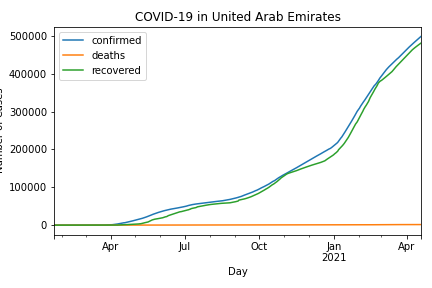 COVID-19 in United Arab Emirates
confirmed
deaths
recovered
500000
400000
300000
200000
100000
0
Apr
Jul
Oct
Jan
2021
Apr
Day